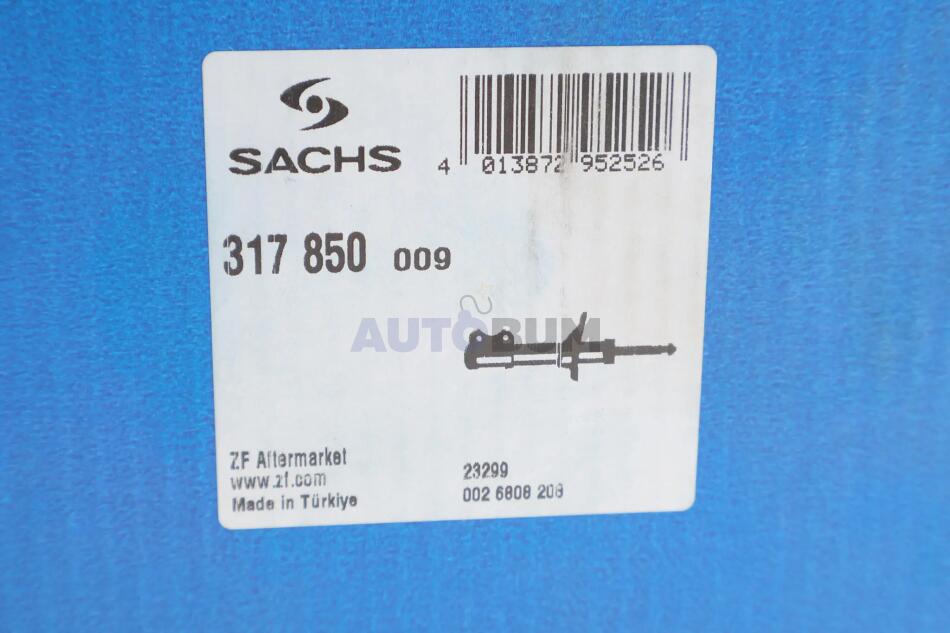 SACHS
4 013872 952526
317 850 009
AUTOBUM
ZF Aftermarket
www.zf.com
Made in Türkiye
23299
002 6808 208